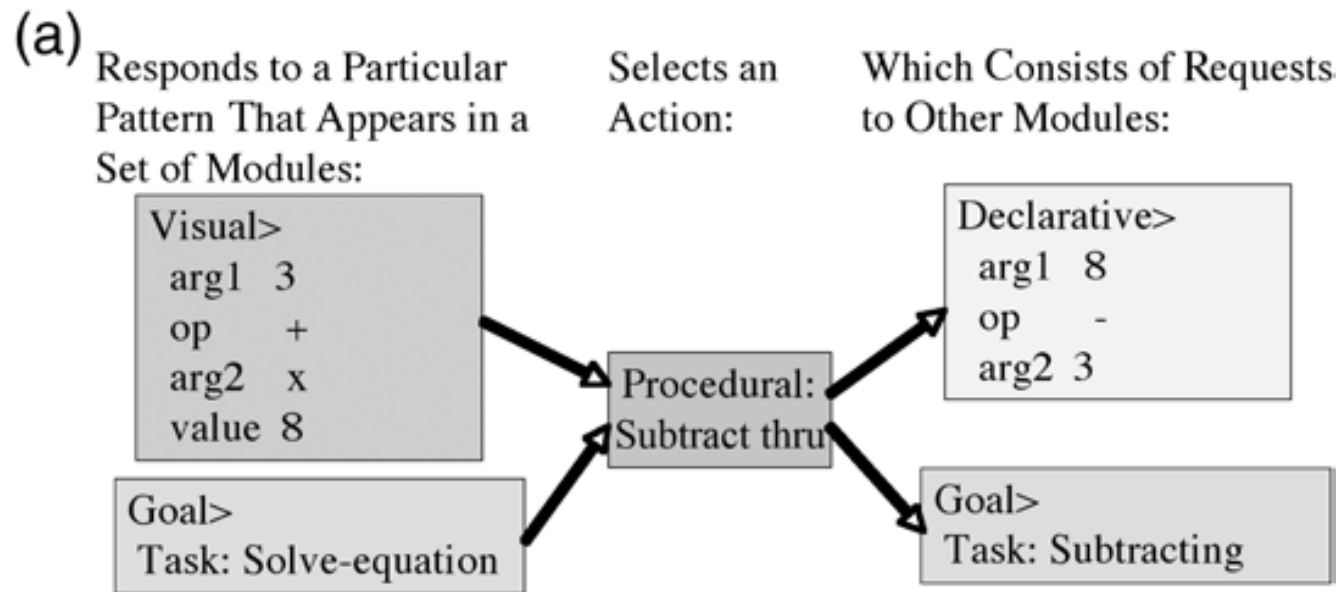 (a)
Responds to a Particular
Pattern That Appears in a
Set of Modules:
Selects an
Action:
Which Consists of Requests
to Other Modules:
Visual>
arg1 3
op +
arg2 x
value 8
Goal>
Task: Solve-equation
Procedural:
Subtract thru
Declarative>
arg1 8
op -
arg2 3
Goal>
Task: Subtracting